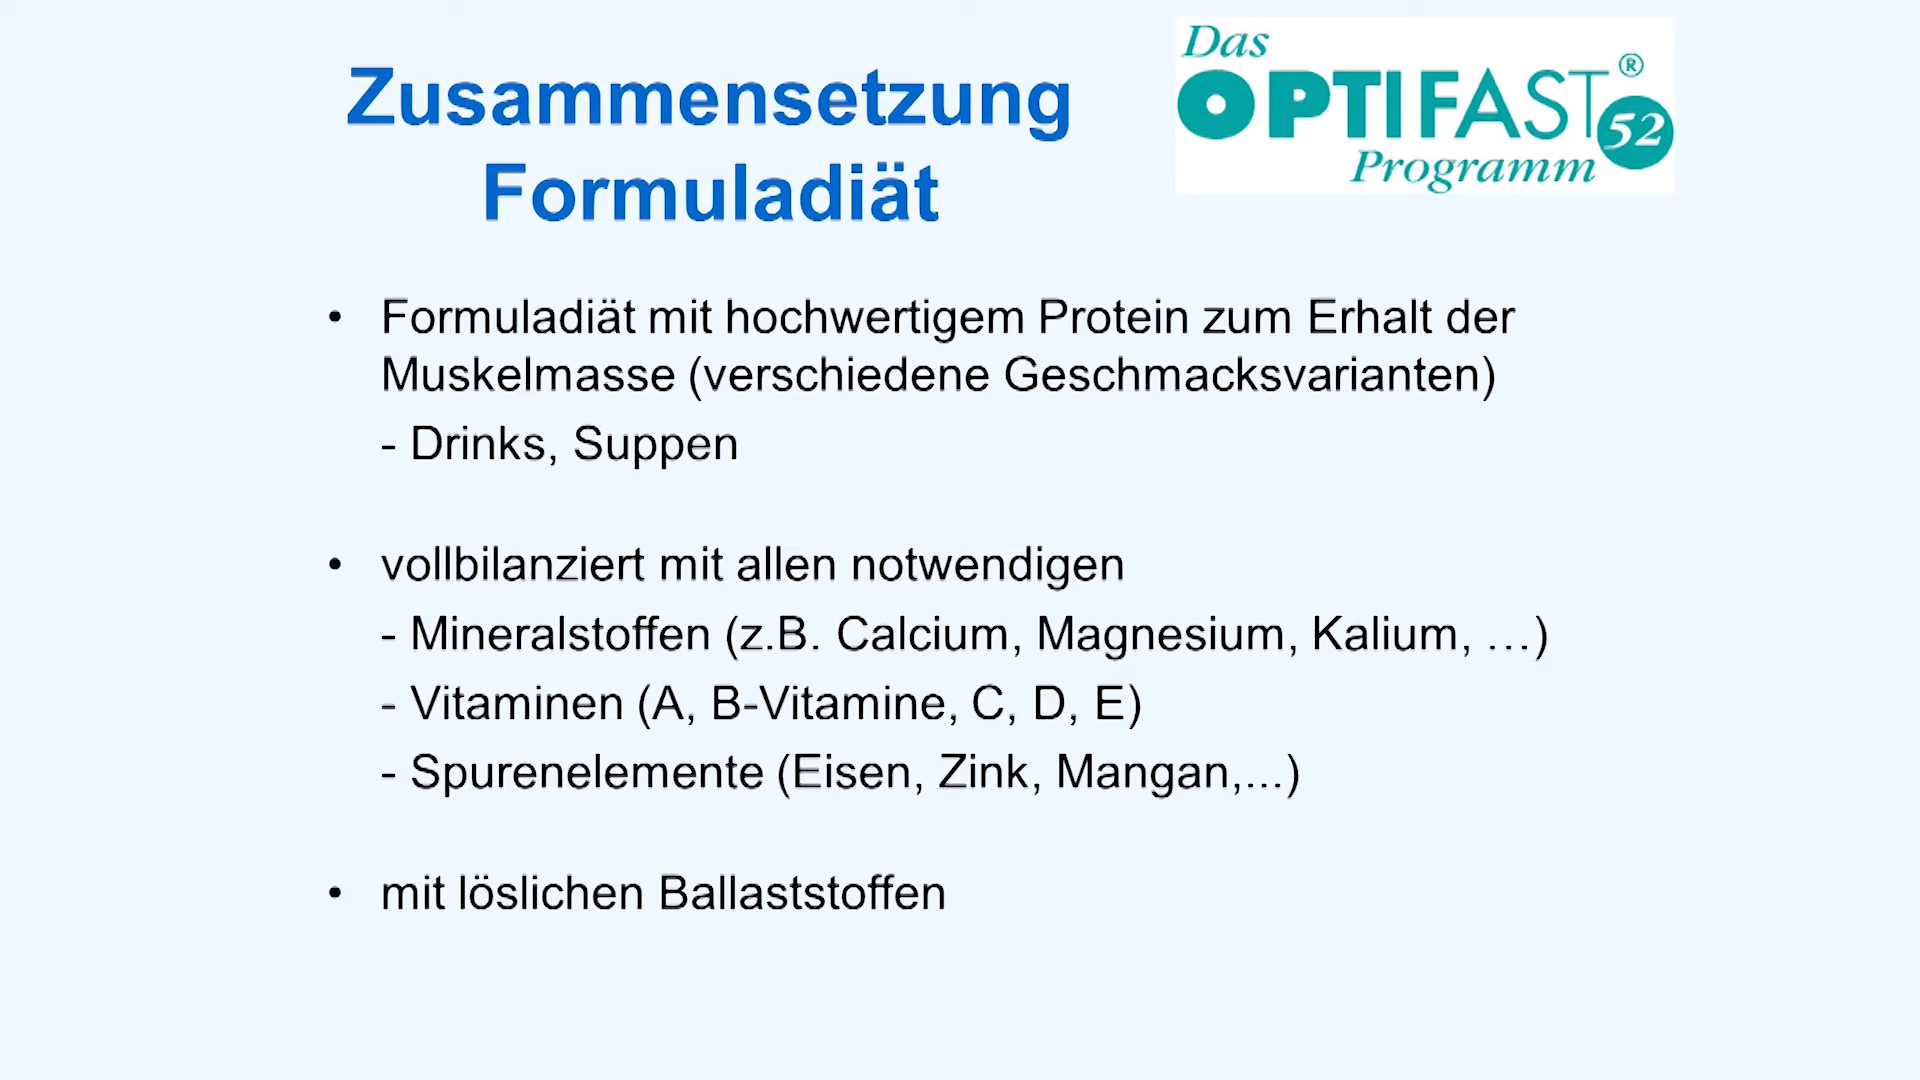 Zusammensetzung
Formuladiät
Das
OPTIFAST®
52
Programm
• Formuladiät mit hochwertigem Protein zum Erhalt der
Muskelmasse (verschiedene Geschmacksvarianten)
- Drinks, Suppen
• vollbilanziert mit allen notwendigen
- Mineralstoffen (z.B. Calcium, Magnesium, Kalium, …)
- Vitaminen (A, B-Vitamine, C, D, E)
- Spurenelemente (Eisen, Zink, Mangan,...)
• mit löslichen Ballaststoffen